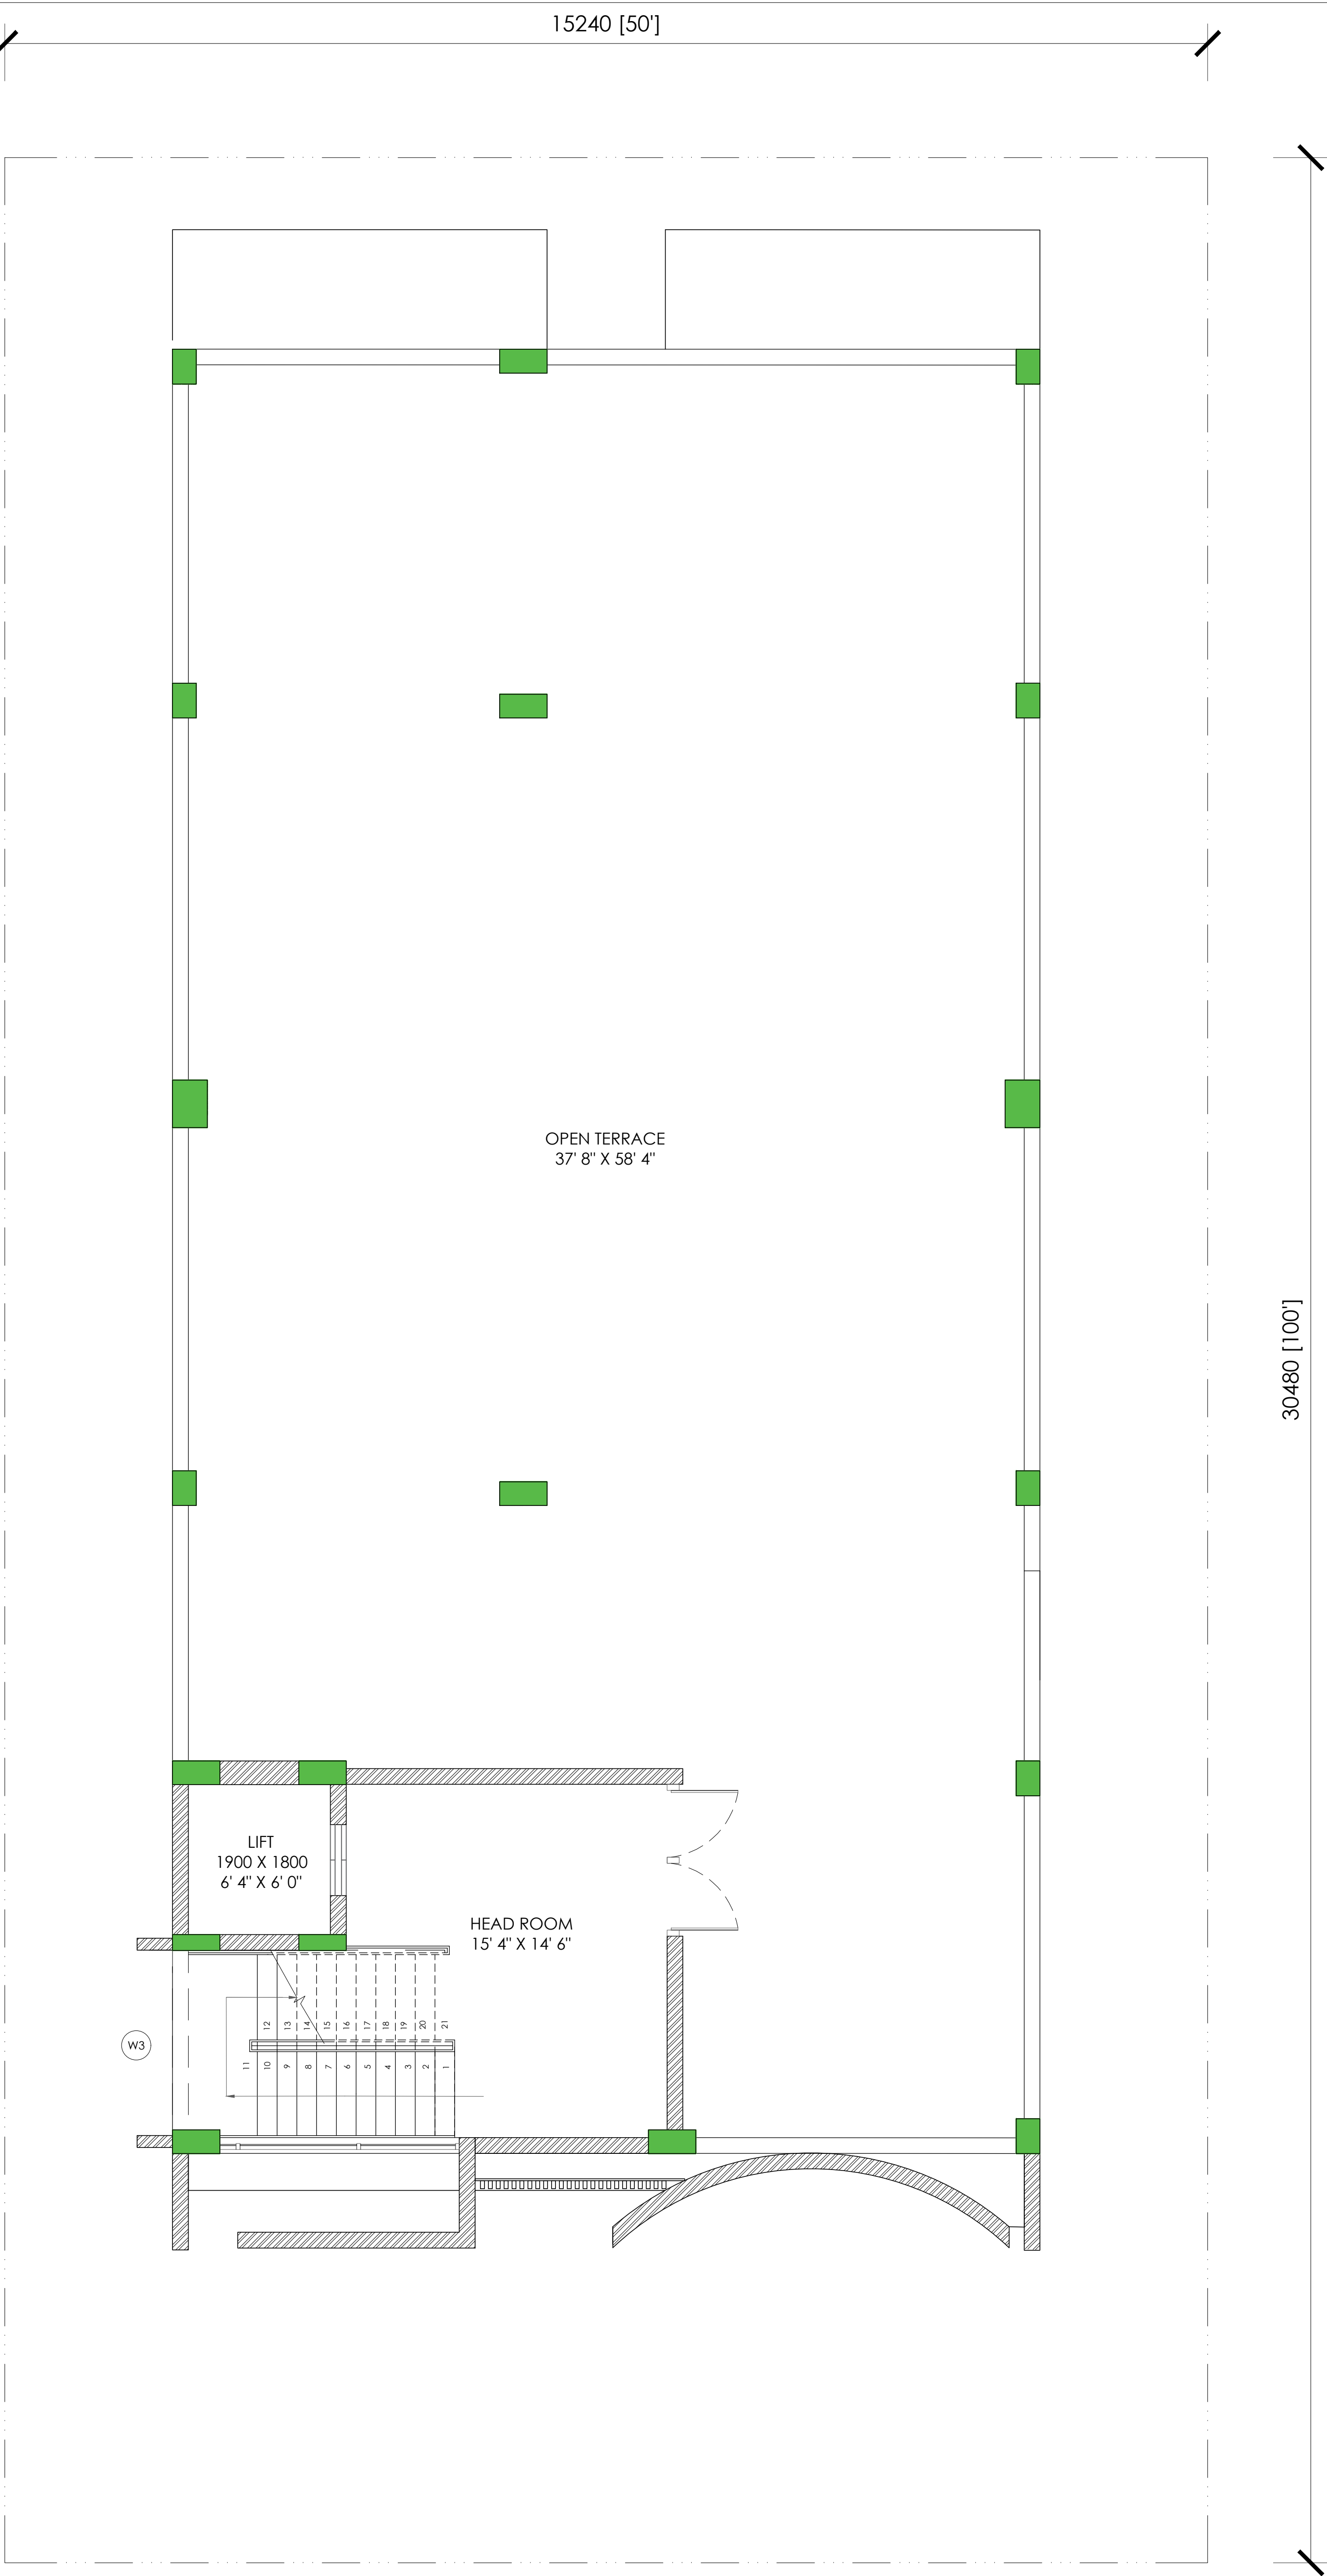 15240 [50']
30480 [100']
OPEN TERRACE
37' 8" X 58' 4"
LIFT
1900 X 1800
6' 4" X 6' 0"
HEAD ROOM
15' 4" X 14' 6"
W3
12 13 14 15 16 17 18 19 20 21
11 10 9 8 7 6 5 4 3 2 1